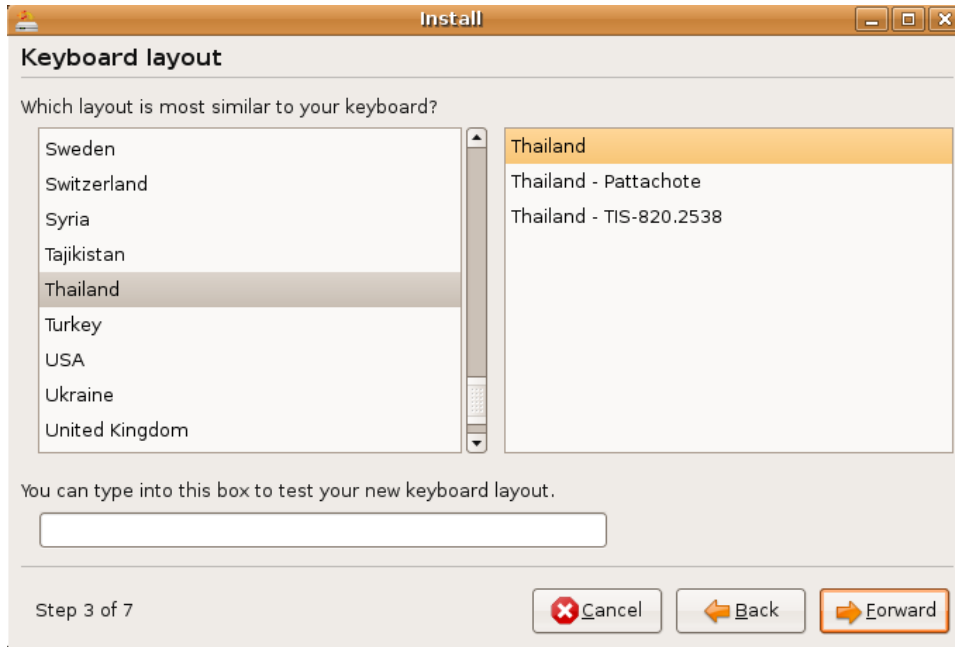 Install
Keyboard layout
Which layout is most similar to your keyboard?
Sweden
Switzerland
Syria
Tajikistan
Thailand
Turkey
USA
Ukraine
United Kingdom
Thailand
Thailand - Pattachote
Thailand - TIS-820.2538
You can type into this box to test your new keyboard layout.
Step 3 of 7
Cancel
Back
Forward